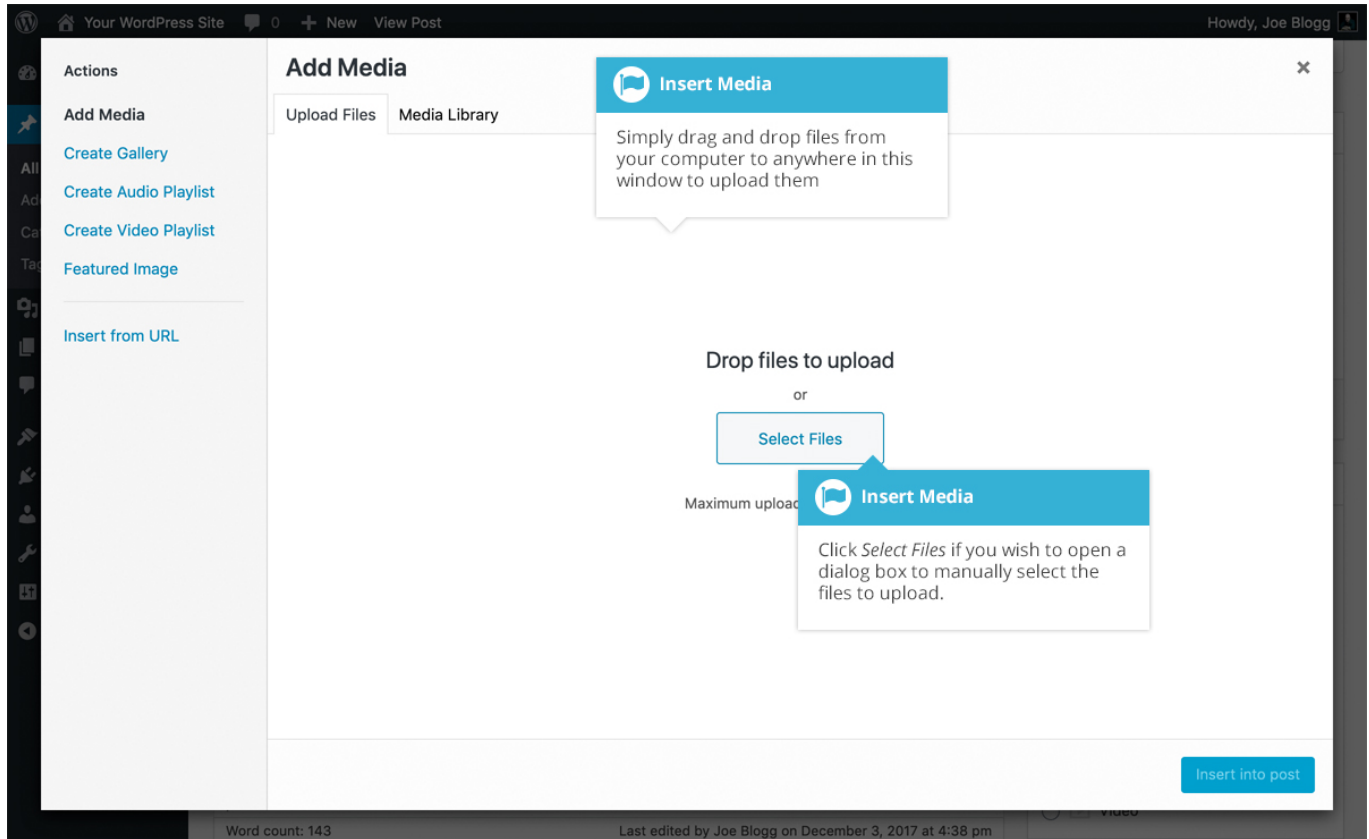 Your WordPress Site 0 New View Post Howdy, Joe Blogg
Actions
Add Media
Create Gallery
Create Audio Playlist
Create Video Playlist
Featured Image
Insert from URL
Add Media
Upload Files Media Library
Insert Media
Simply drag and drop files from
your computer to anywhere in this
window to upload them
Drop files to upload
or
Select Files
Maximum upload
Insert Media
Click Select Files if you wish to open a
dialog box to manually select the
files to upload.
Insert into post
All
Video
Word count: 143 Last edited by Joe Blogg on December 3, 2017 at 4:38 pm